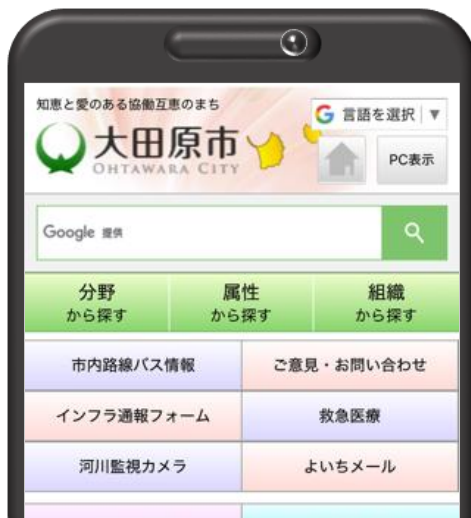 知恵と愛のある協働互恵のまち
G 言語を選択 | ▼
大田原市
OHTAWARA CITY
PC表示
Google 提供
分野
から探す
属性
から探す
組織
から探す
市内路線バス情報
ご意見・お問い合わせ
インフラ通報フォーム
救急医療
河川監視カメラ
よいちメール